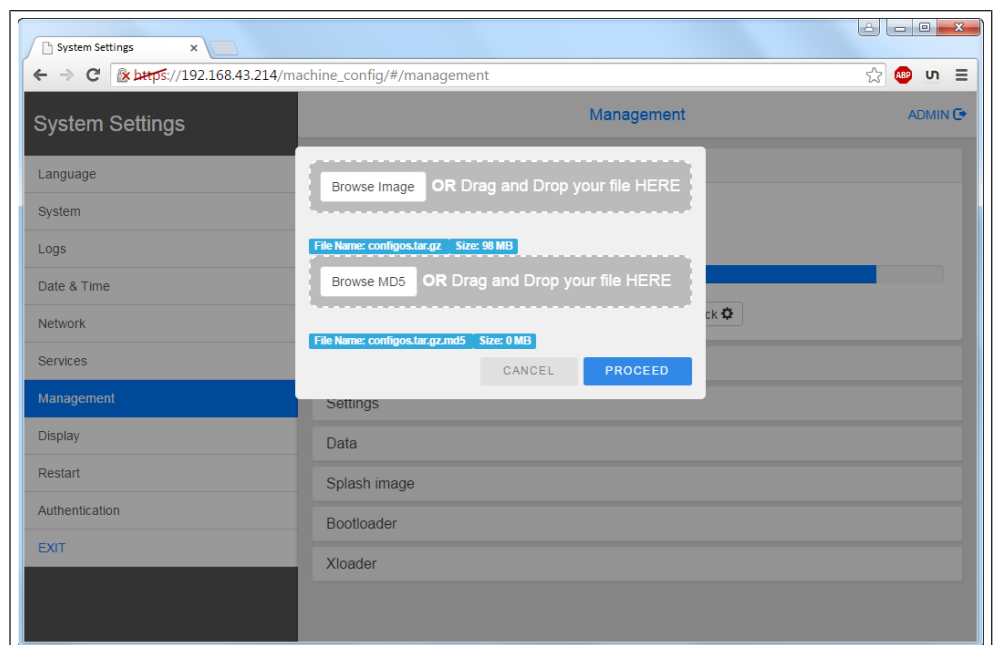 System Settings
https://192.168.43.214/machine_config/#/management
ABP
System Settings
Management
ADMIN
Language
System
Logs
Date & Time
Network
Services
Management
Display
Restart
Authentication
EXIT
Browse Image OR Drag and Drop your file HERE
File Name: configos.tar.gz Size: 98 MB
Browse MD5 OR Drag and Drop your file HERE
File Name: configos.tar.gz.md5 Size: 0 MB
CANCEL PROCEED
Settings
Data
Splash image
Bootloader
Xloader